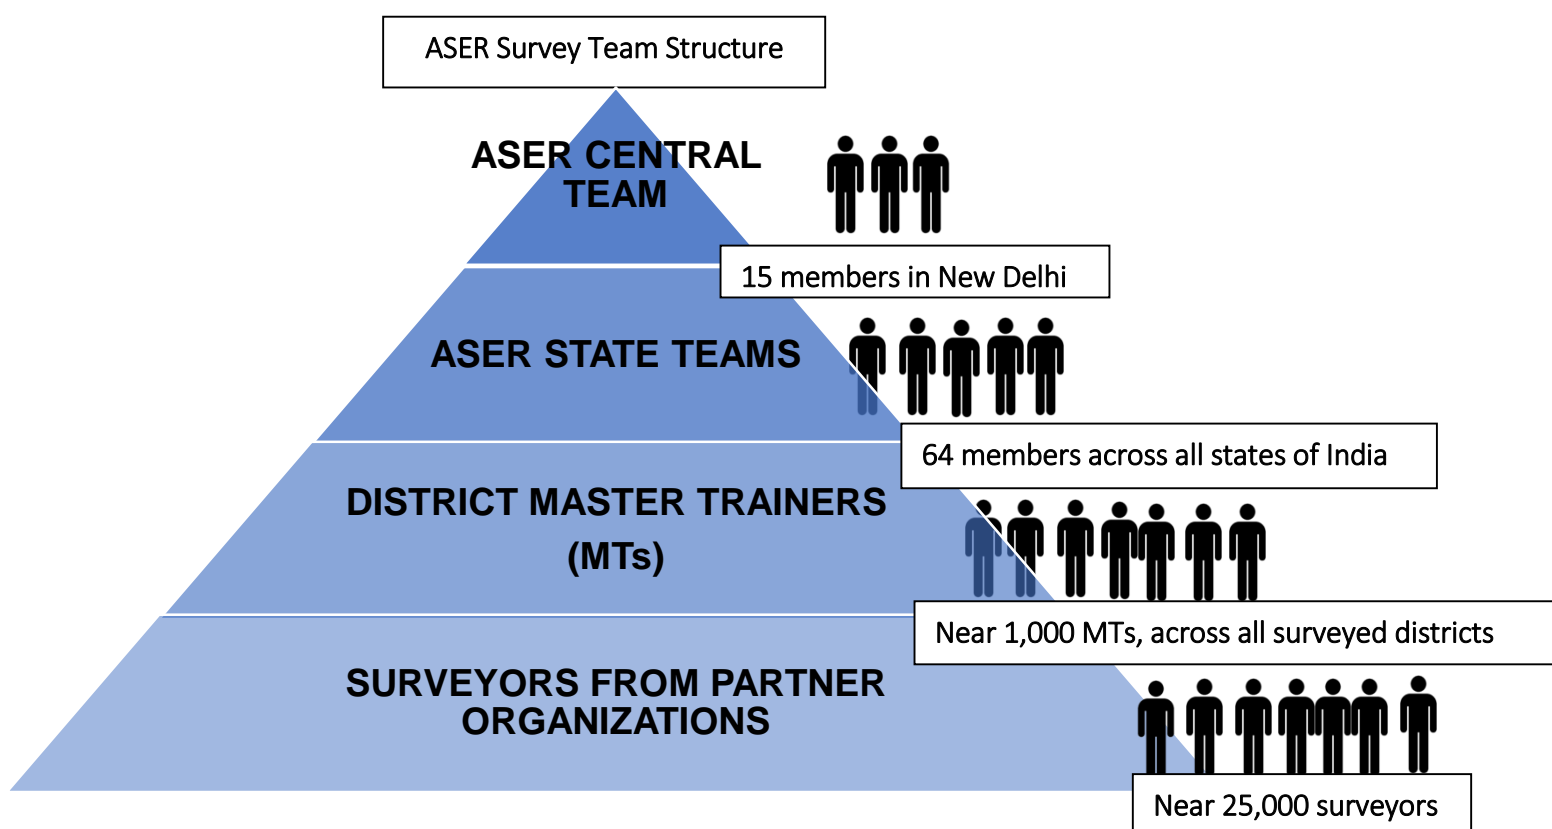 ASER Survey Team Structure
ASER CENTRAL
TEAM
15 members in New Delhi
ASER STATE TEAMS
64 members across all states of India
DISTRICT MASTER TRAINERS
(MTs)
Near 1,000 MTs, across all surveyed districts
SURVEYORS FROM PARTNER
ORGANIZATIONS
Near 25,000 surveyors